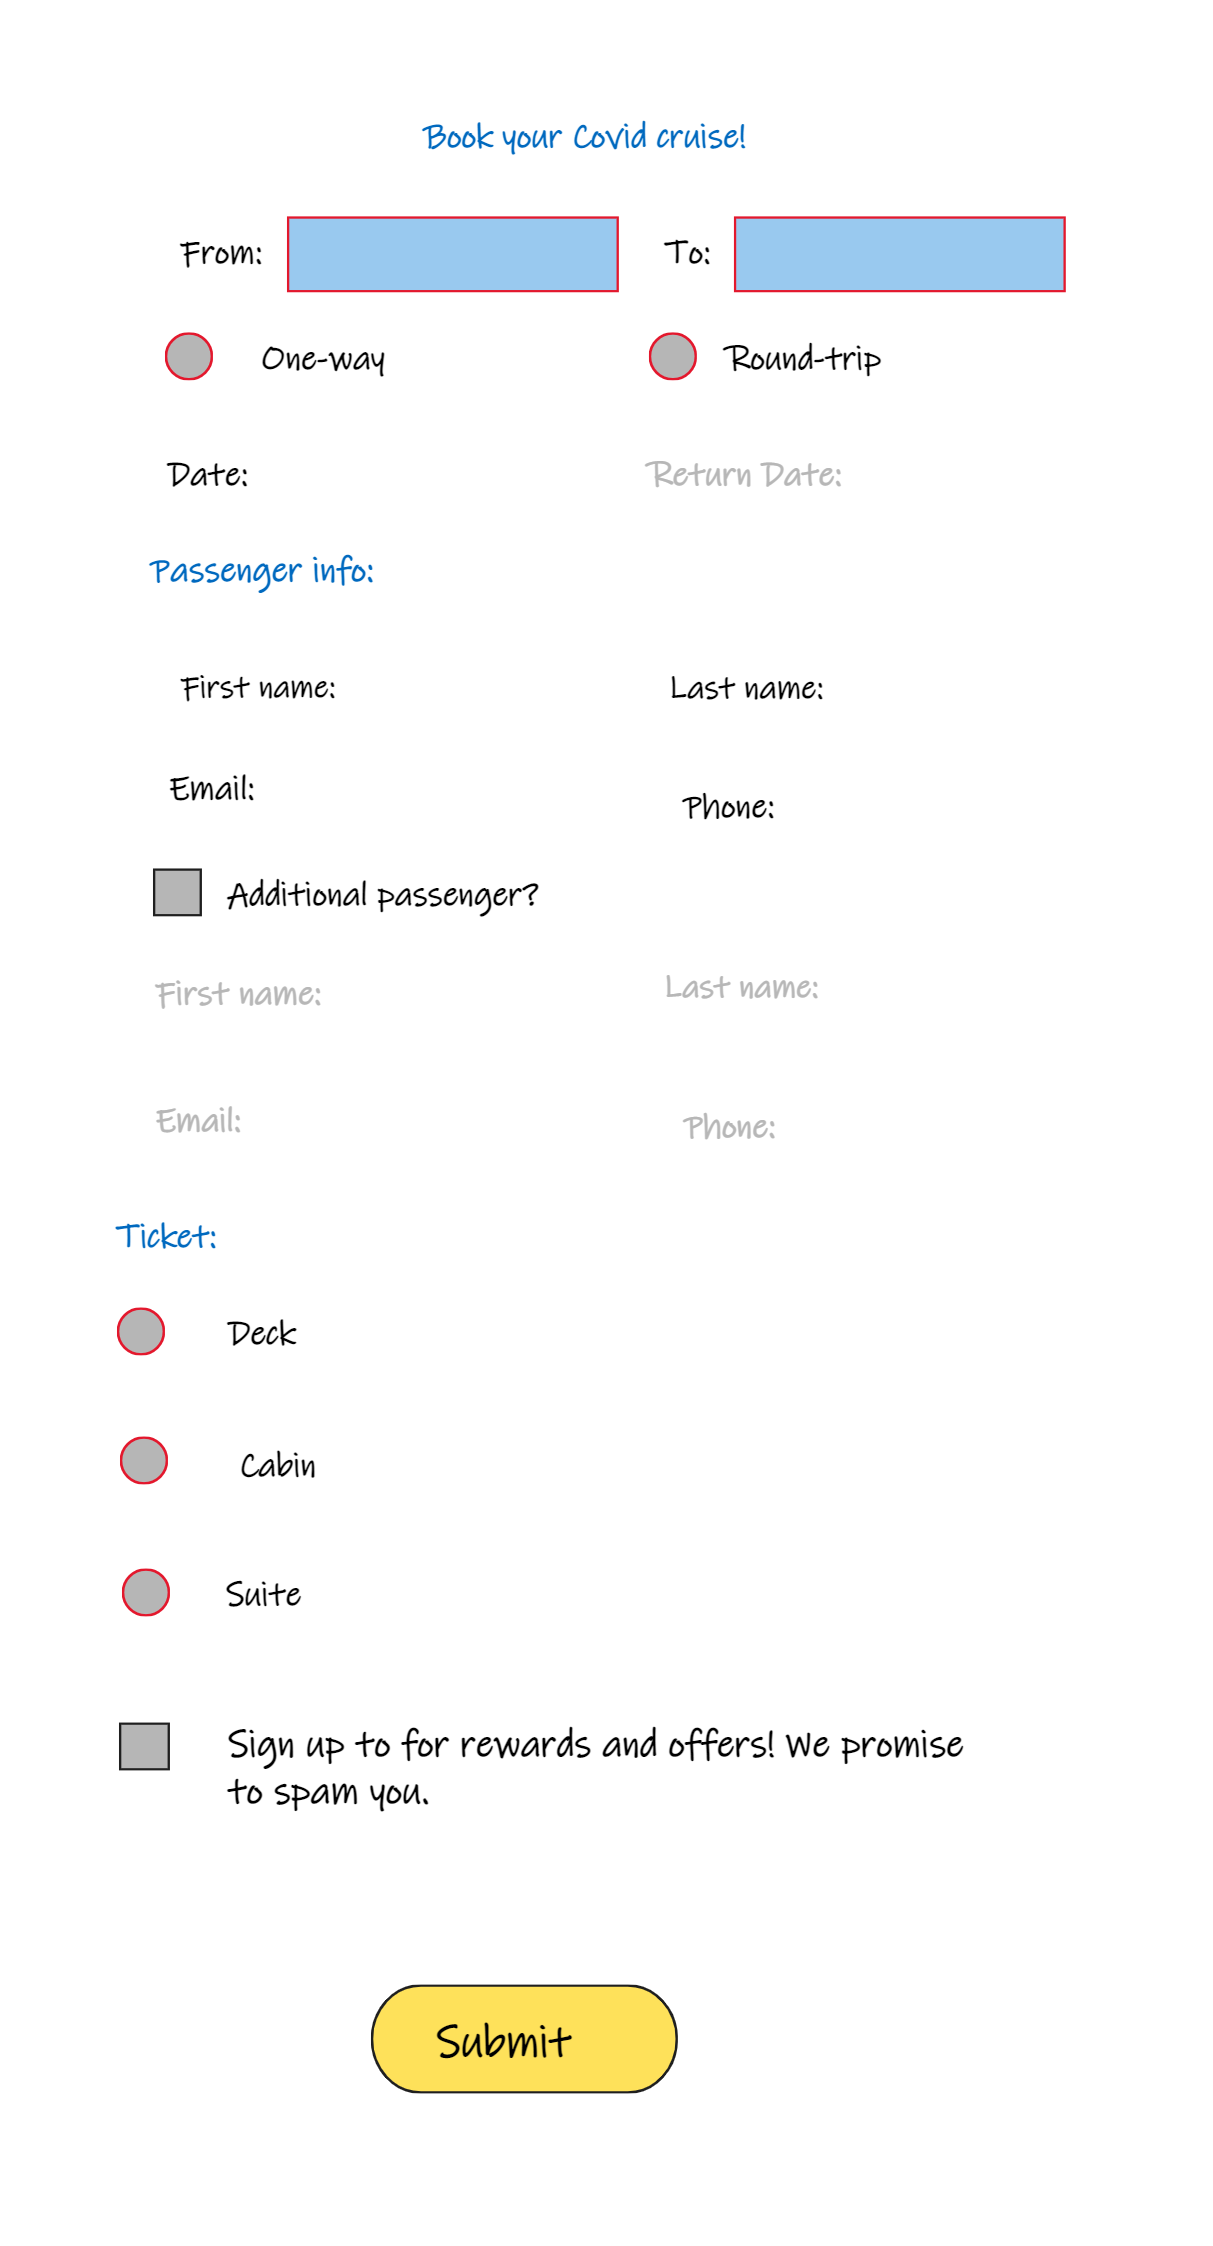 Book your Covid cruise!
From: To:
One-way Round-trip
Date: Return Date:
Passenger info:
First name: Last name:
Email: Phone:
Additional passenger?
First name: Last name:
Email: Phone:
Ticket:
Deck
Cabin
Suite
Sign up to for rewards and offers! We promise
to spam you.
Submit